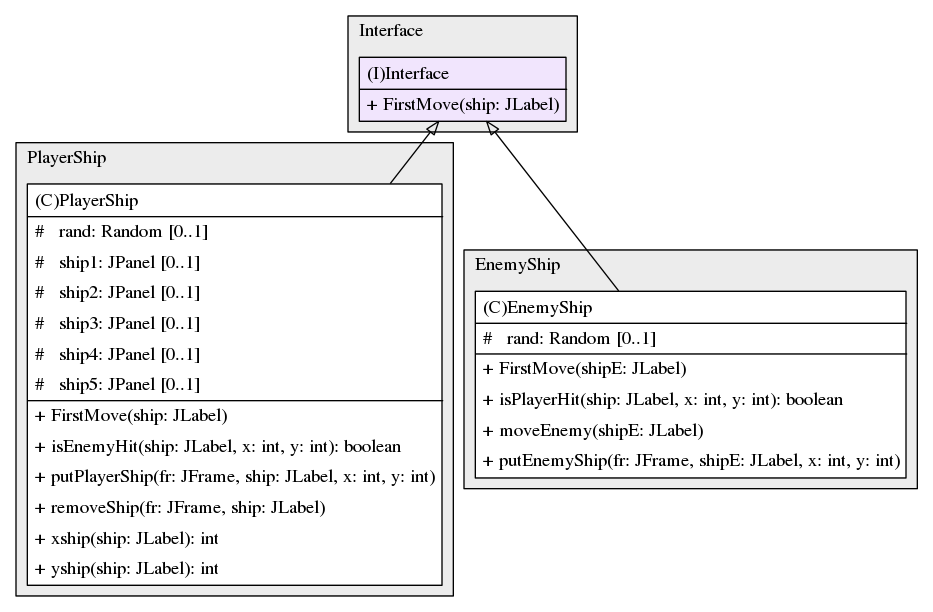 Interface
(I)Interface
+ FirstMove(ship: JLabel)
PlayerShip
(C)PlayerShip
# rand: Random [0..1]
# ship1: JPanel [0..1]
# ship2: JPanel [0..1]
# ship3: JPanel [0..1]
# ship4: JPanel [0..1]
# ship5: JPanel [0..1]
+ FirstMove(ship: JLabel)
+ isEnemyHit(ship: JLabel, x: int, y: int): boolean
+ putPlayerShip(fr: JFrame, ship: JLabel, x: int, y: int)
+ removeShip(fr: JFrame, ship: JLabel)
+ xship(ship: JLabel): int
+ yship(ship: JLabel): int
EnemyShip
(C)EnemyShip
# rand: Random [0..1]
+ FirstMove(shipE: JLabel)
+ isPlayerHit(ship: JLabel, x: int, y: int): boolean
+ moveEnemy(shipE: JLabel)
+ putEnemyShip(fr: JFrame, shipE: JLabel, x: int, y: int)